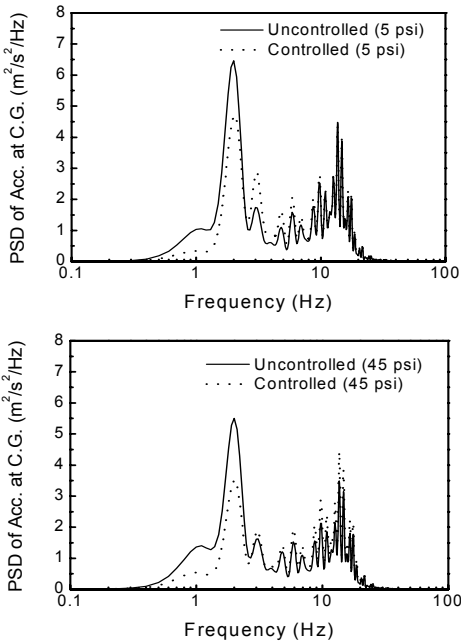 8
7
6
5
4
3
2
1
0
PSD of Acc. at C.G. (m²/s²/Hz)
Uncontrolled (5 psi)
Controlled (5 psi)
0.1 1 10 100
Frequency (Hz)
8
7
6
5
4
3
2
1
0
PSD of Acc. at C.G. (m²/s²/Hz)
Uncontrolled (45 psi)
Controlled (45 psi)
0.1 1 10 100
Frequency (Hz)